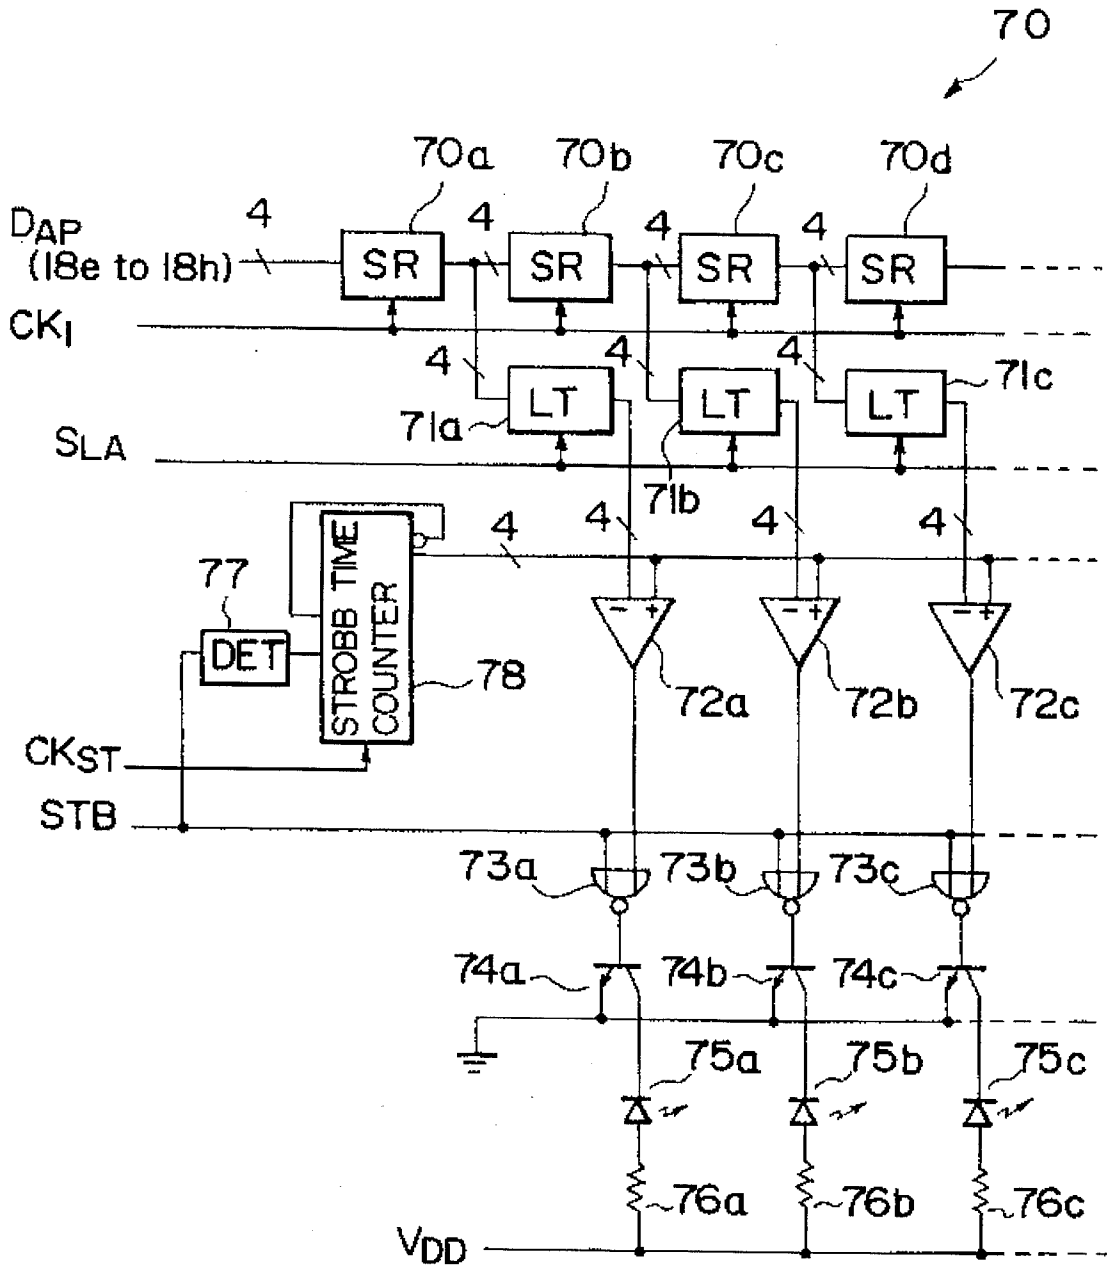 70
70a 70b 70c 70d
DAP 4 4 4 4
(18e to 18h) SR SR SR SR
CK1
4 4 4
LT LT LT 71c
71a
SLA
71b
4 4 4 4
STROBB TIME
COUNTER
77
DET
78
- + - + - +
72a 72b 72c
CKST
STB
73a 73b 73c
74a 74b 74c
75a 75b 75c
76a 76b 76c
VDD